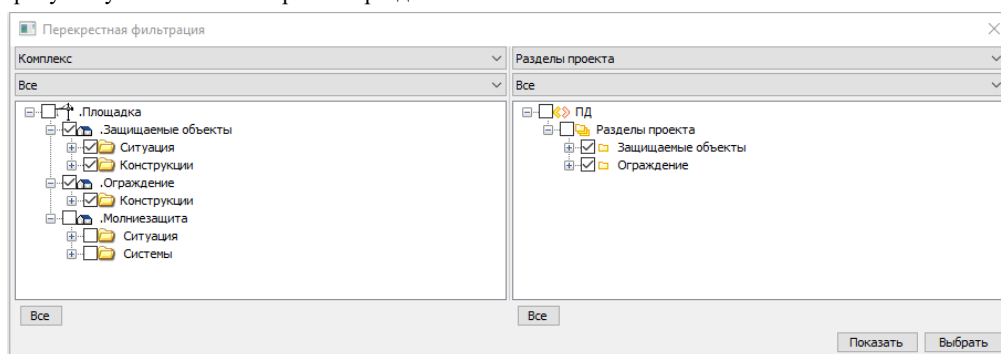 Перекрестная фильтрация
Комплекс
Разделы проекта
Все
Все
.Площадка
.Защищаемые объекты
Ситуация
Конструкции
.Ограждение
Конструкции
.Молниезащита
Ситуация
Системы
ПД
Разделы проекта
Защищаемые объекты
Ограждение
Все
Все
Показать
Выбрать